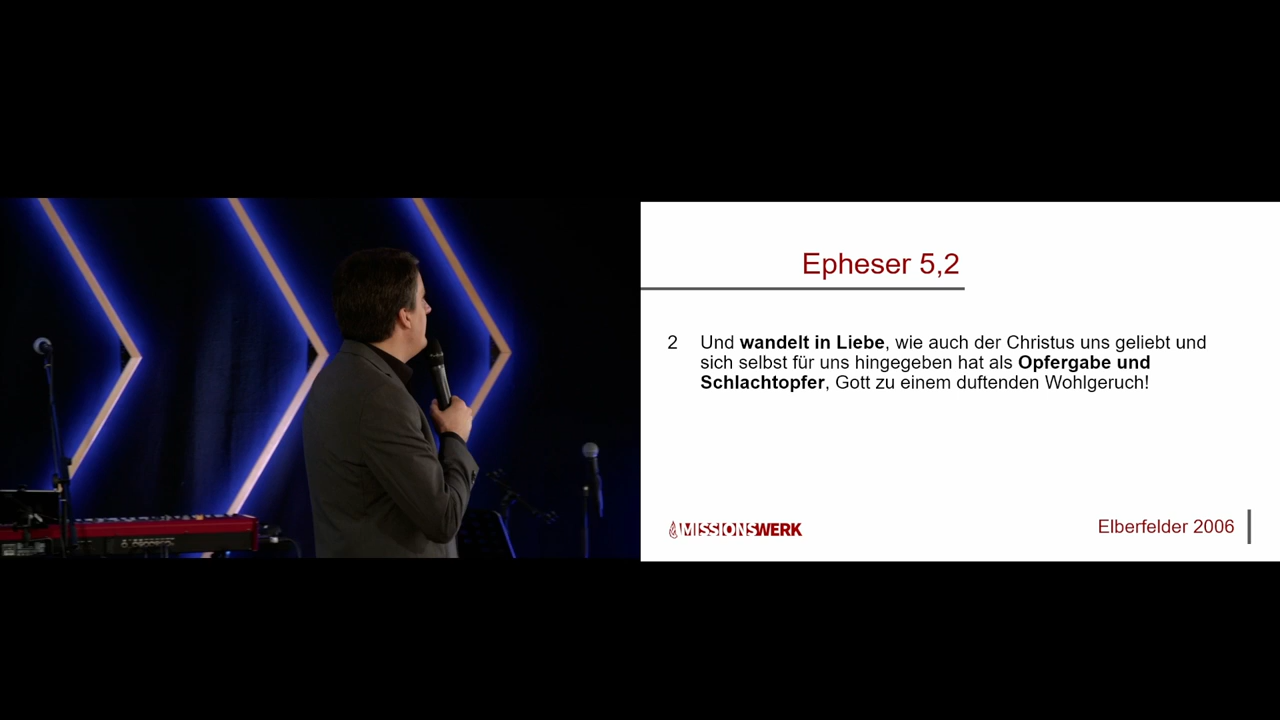 Epheser 5,2
2 Und wandelt in Liebe, wie auch der Christus uns geliebt und
sich selbst für uns hingegeben hat als Opfergabe und
Schlachtopfer, Gott zu einem duftenden Wohlgeruch!
MISSIONSWERK
Elberfelder 2006